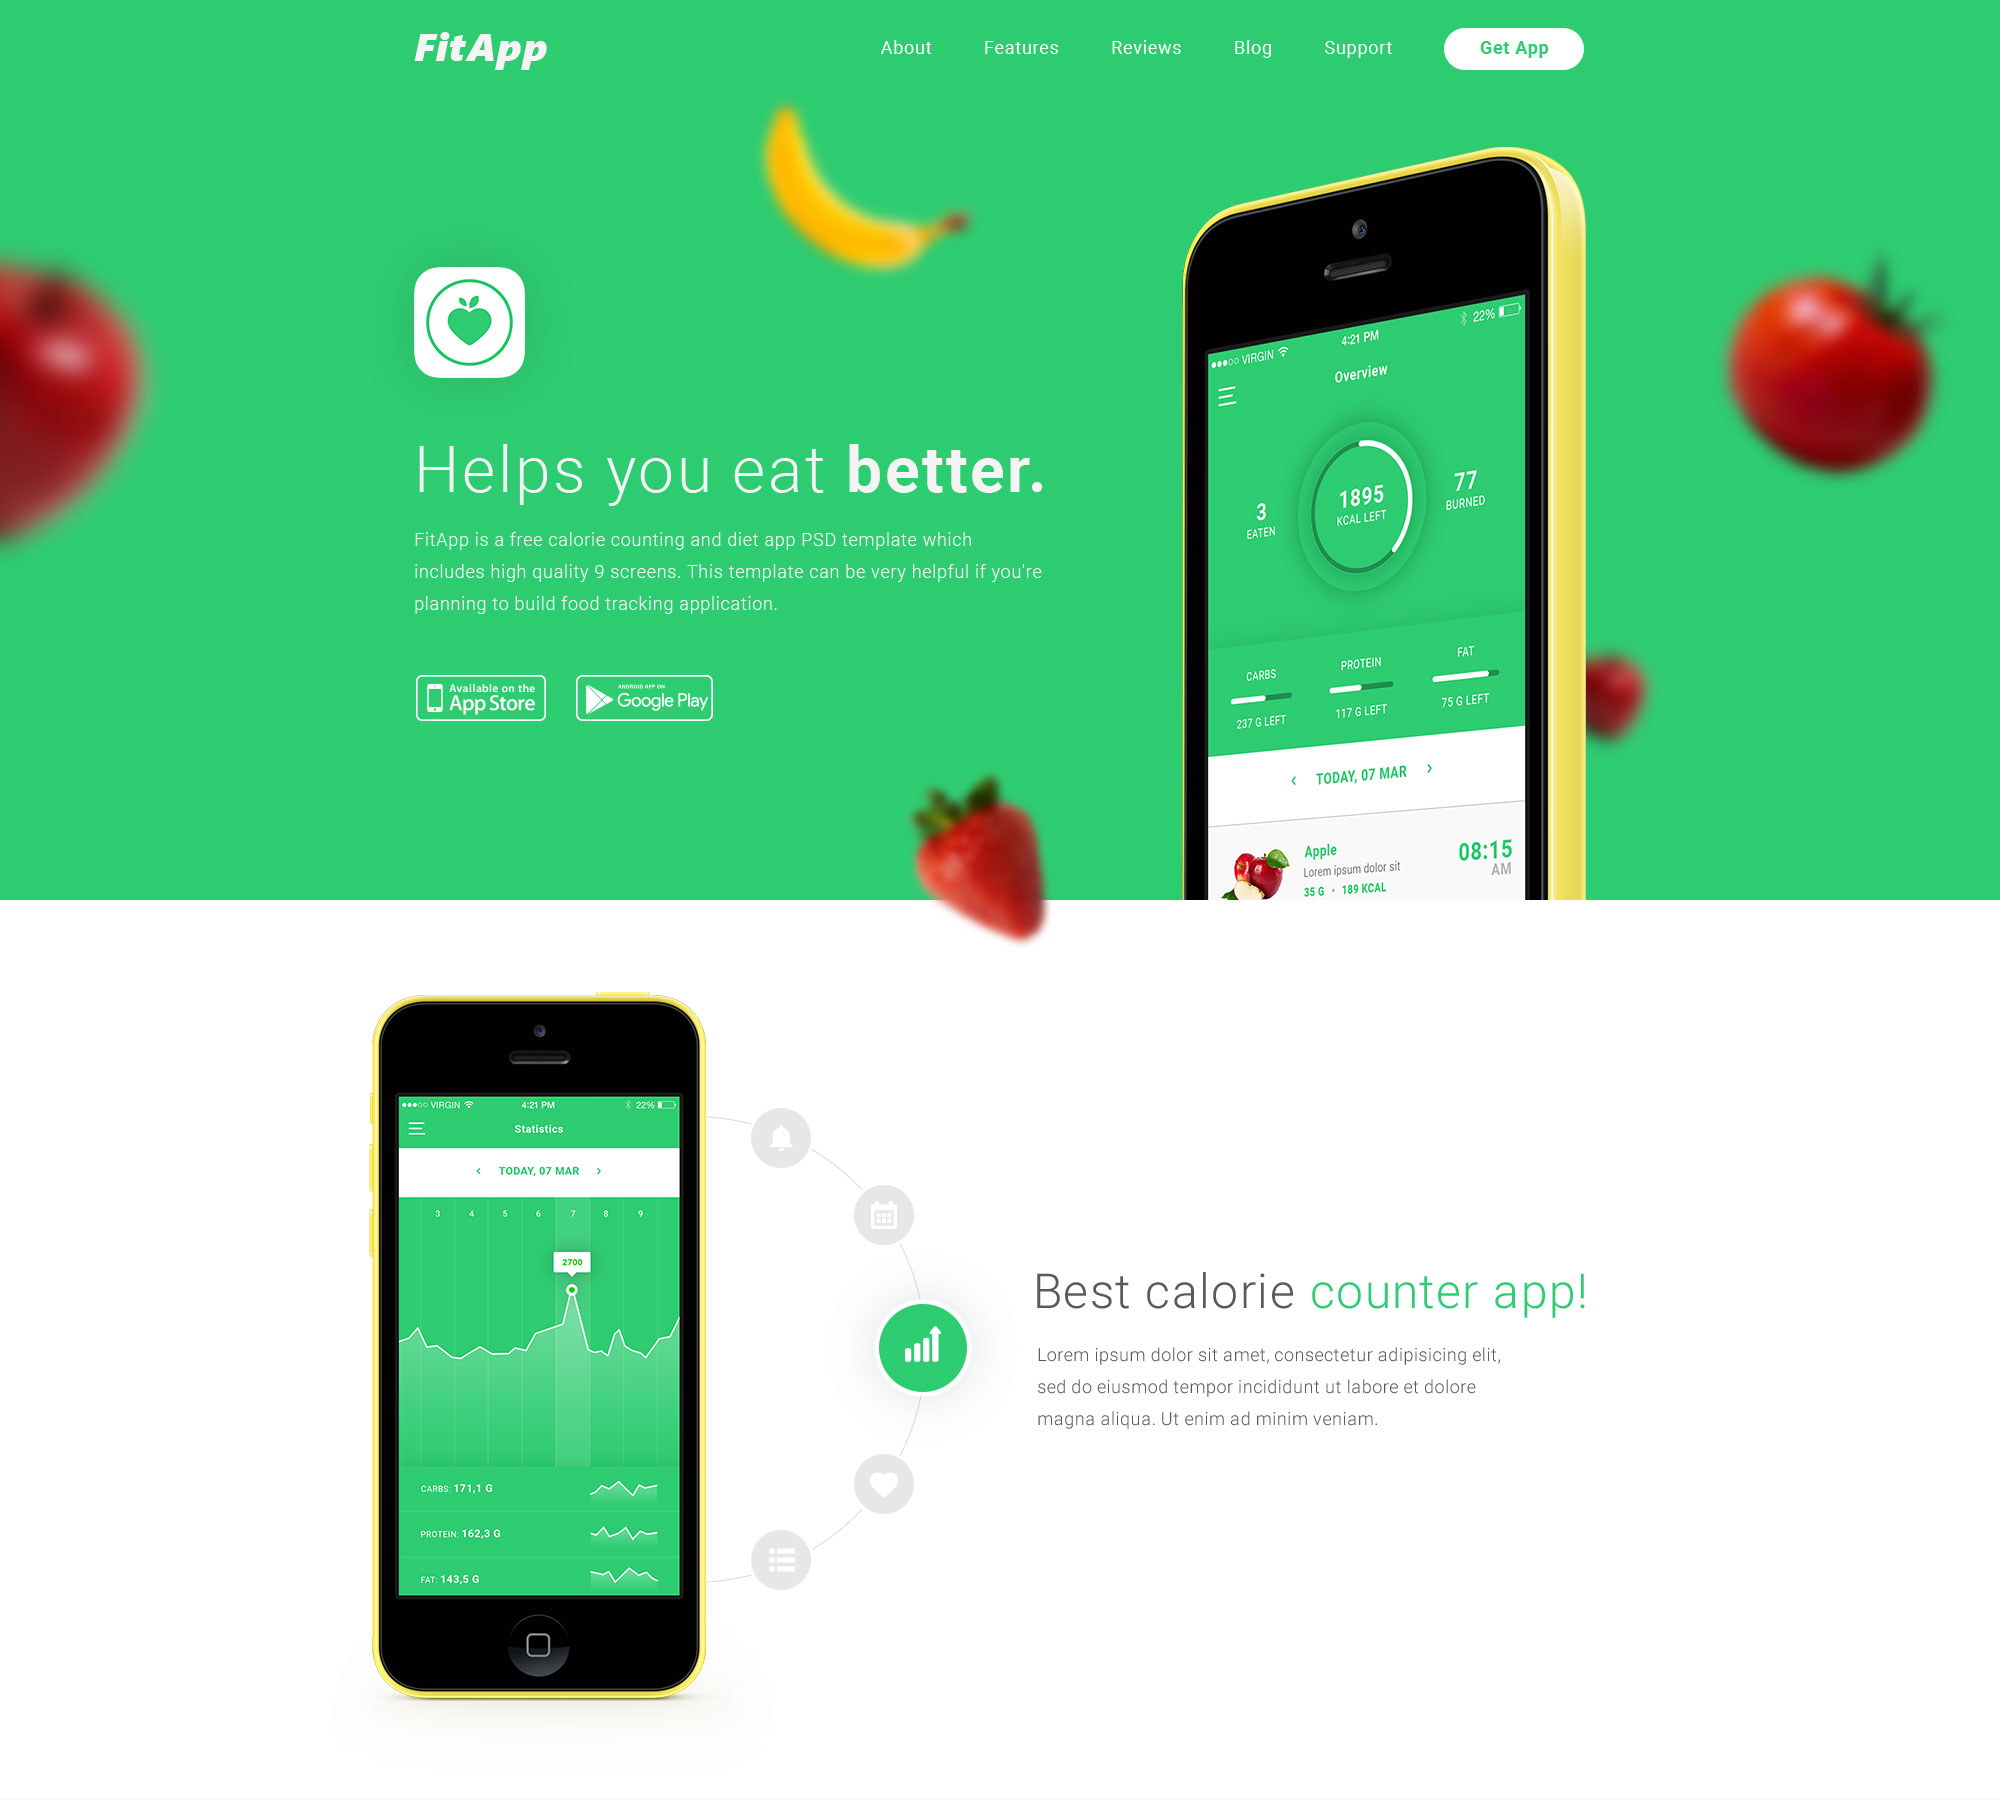 FitApp
About
Features
Reviews
Blog
Support
Get App
Helps you eat better.
FitApp is a free calorie counting and diet app PSD template which
includes high quality 9 screens. This template can be very helpful if you're
planning to build food tracking application.
Available on the
App Store
ANDROID APP ON
Google Play
VIRGIN
4:21 PM
22%
Overview
3
EATEN
1895
KCAL LEFT
77
BURNED
CARBS
PROTEIN
FAT
237 G LEFT
117 G LEFT
75 G LEFT
< TODAY, 07 MAR >
Apple
Lorem ipsum dolor sit
35 G • 189 KCAL
08:15
AM
VIRGIN
4:21 PM
22%
Statistics
< TODAY, 07 MAR >
3 4 5 6 7 8 9
2700
CARBS: 171,1 G
PROTEIN: 162,3 G
FAT: 143,5 G
Best calorie counter app!
Lorem ipsum dolor sit amet, consectetur adipisicing elit,
sed do eiusmod tempor incididunt ut labore et dolore
magna aliqua. Ut enim ad minim veniam.